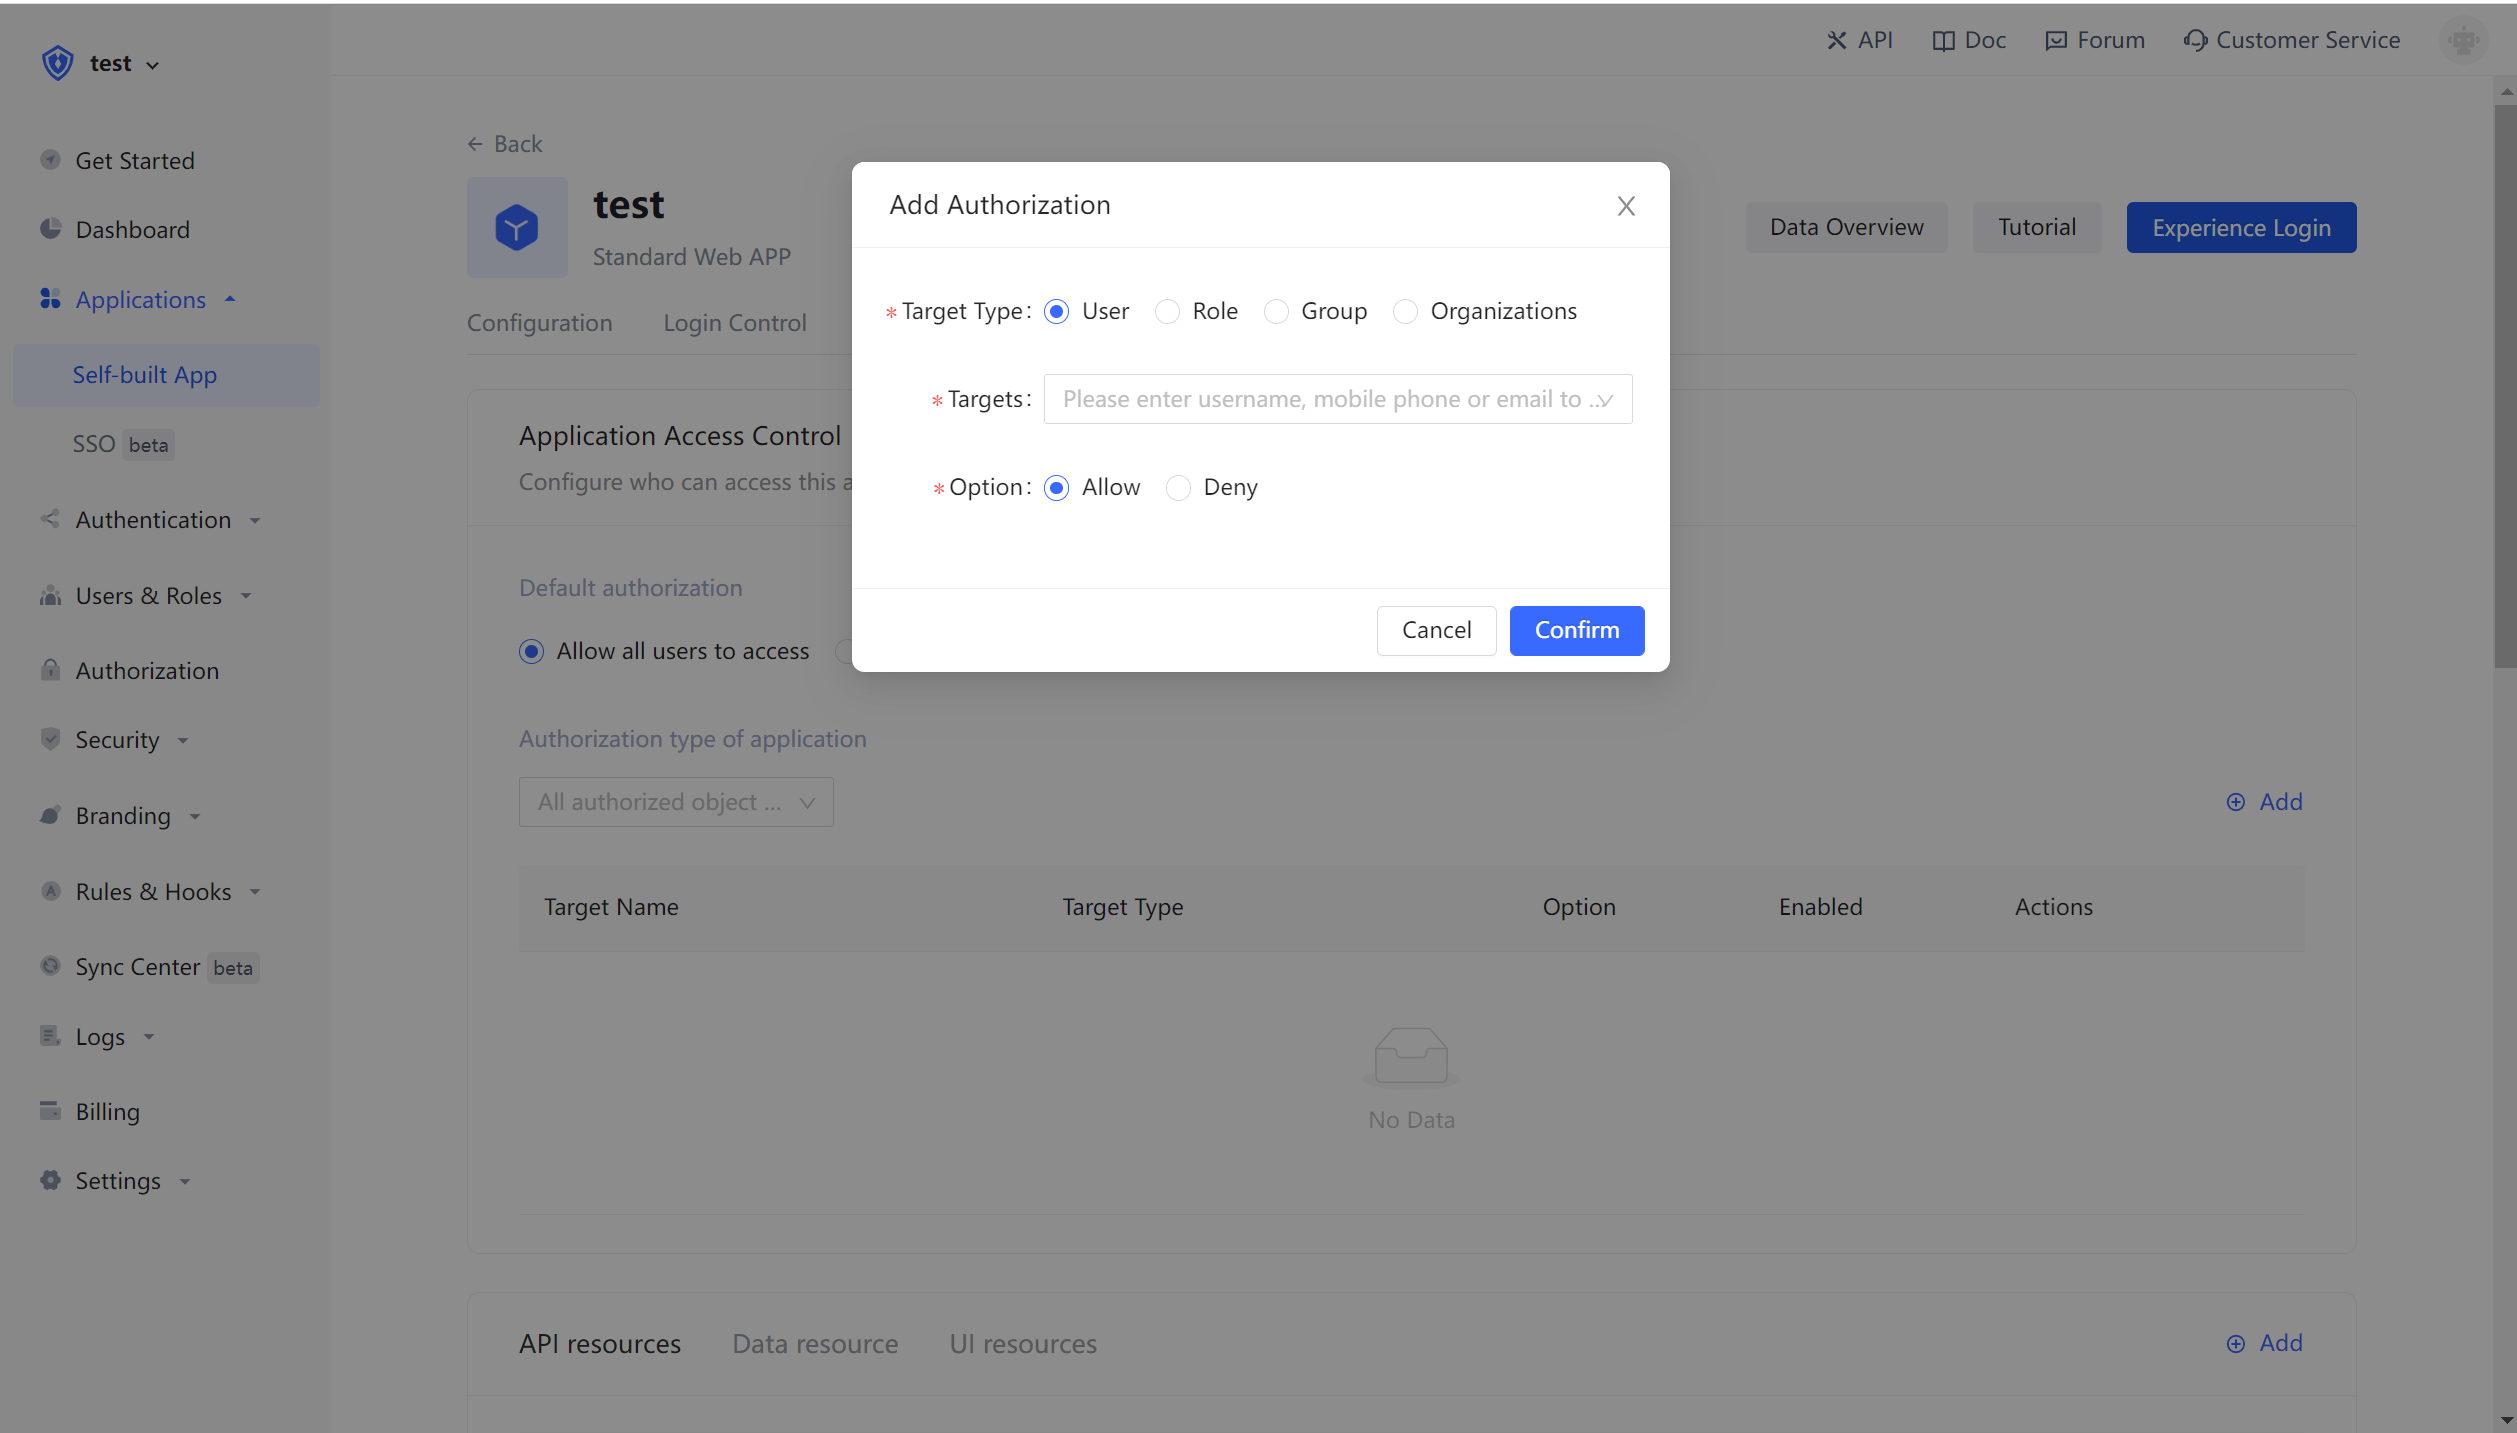 test
API
Doc
Forum
Customer Service
Get Started
Dashboard
Applications
Self-built App
SSO beta
Authentication
Users & Roles
Authorization
Security
Branding
Rules & Hooks
Sync Center beta
Logs
Billing
Settings
Back
test
Standard Web APP
Data Overview
Tutorial
Experience Login
Configuration
Login Control
Application Access Control
Configure who can access this a
Default authorization
Allow all users to access
Authorization type of application
All authorized object ...
Add
Target Name
Target Type
Option
Enabled
Actions
No Data
API resources
Data resource
UI resources
Add
Add Authorization
* Target Type: User Role Group Organizations
* Targets: Please enter username, mobile phone or email to ...
* Option: Allow Deny
Cancel
Confirm